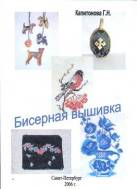 Капитонова Г.Н.
Бисерная вышивка
Санкт-Петербург
2006 г.